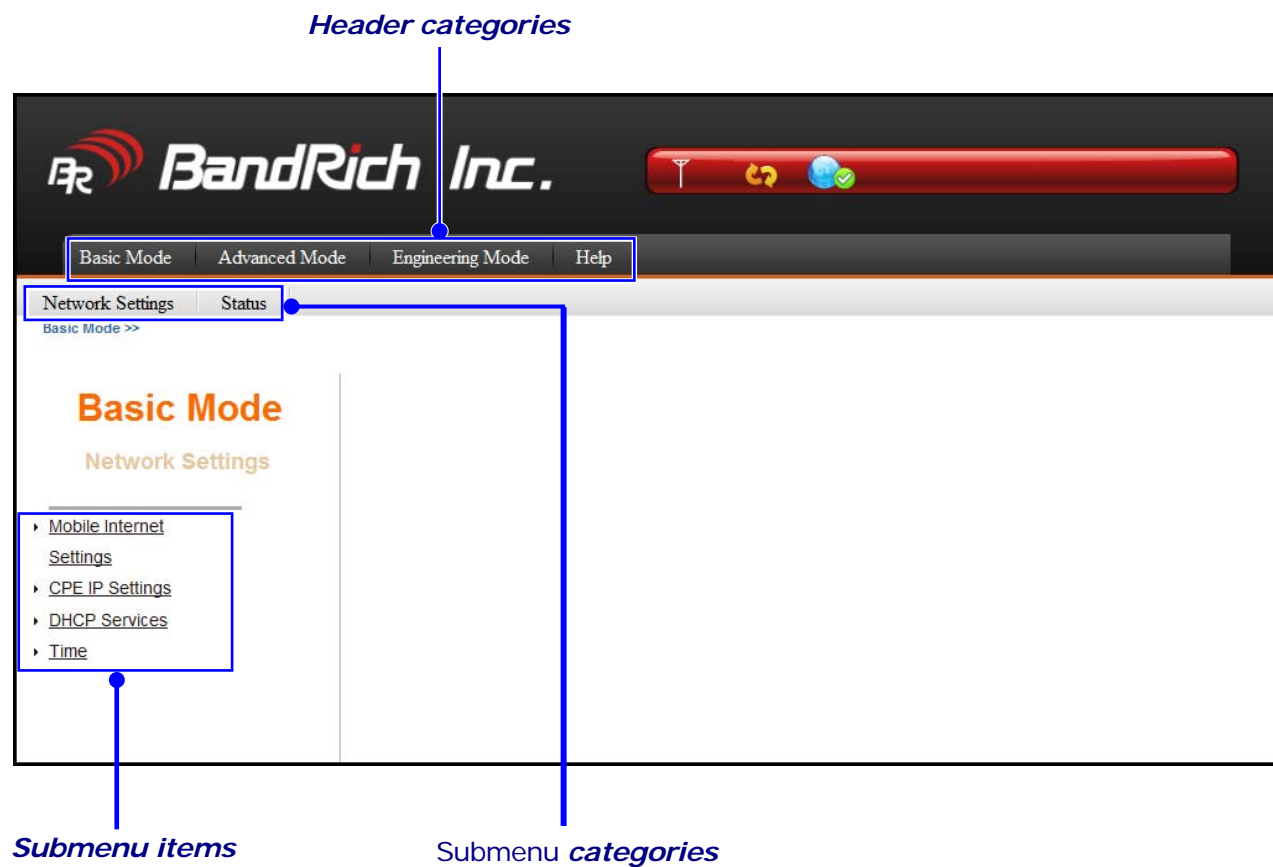 Header categories
BR BandRich Inc.
Basic Mode Advanced Mode Engineering Mode Help
Network Settings Status
Basic Mode >>
Basic Mode
Network Settings
Mobile Internet
Settings
CPE IP Settings
DHCP Services
Time
Submenu items
Submenu categories